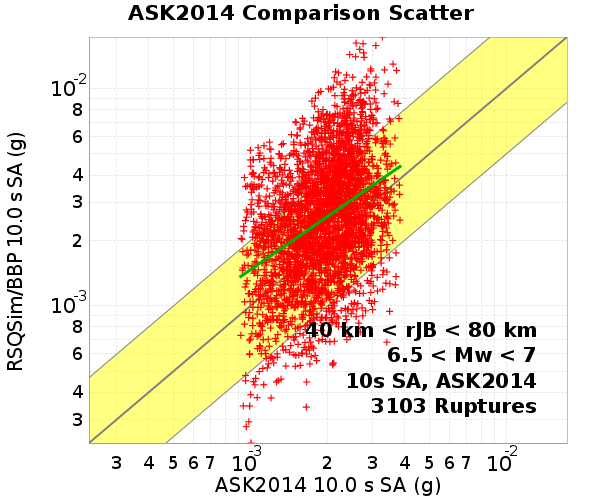 ASK2014 Comparison Scatter
RSQSim/BBP 10.0 s SA (g)
10⁻²
8
6
4
3
2
10⁻³
8
6
4
3
40 km < rJB < 80 km
6.5 < Mw < 7
10s SA, ASK2014
3103 Ruptures
3 4 5 6 7 10⁻³ 2 3 4 5 6 7 10⁻²
ASK2014 10.0 s SA (g)